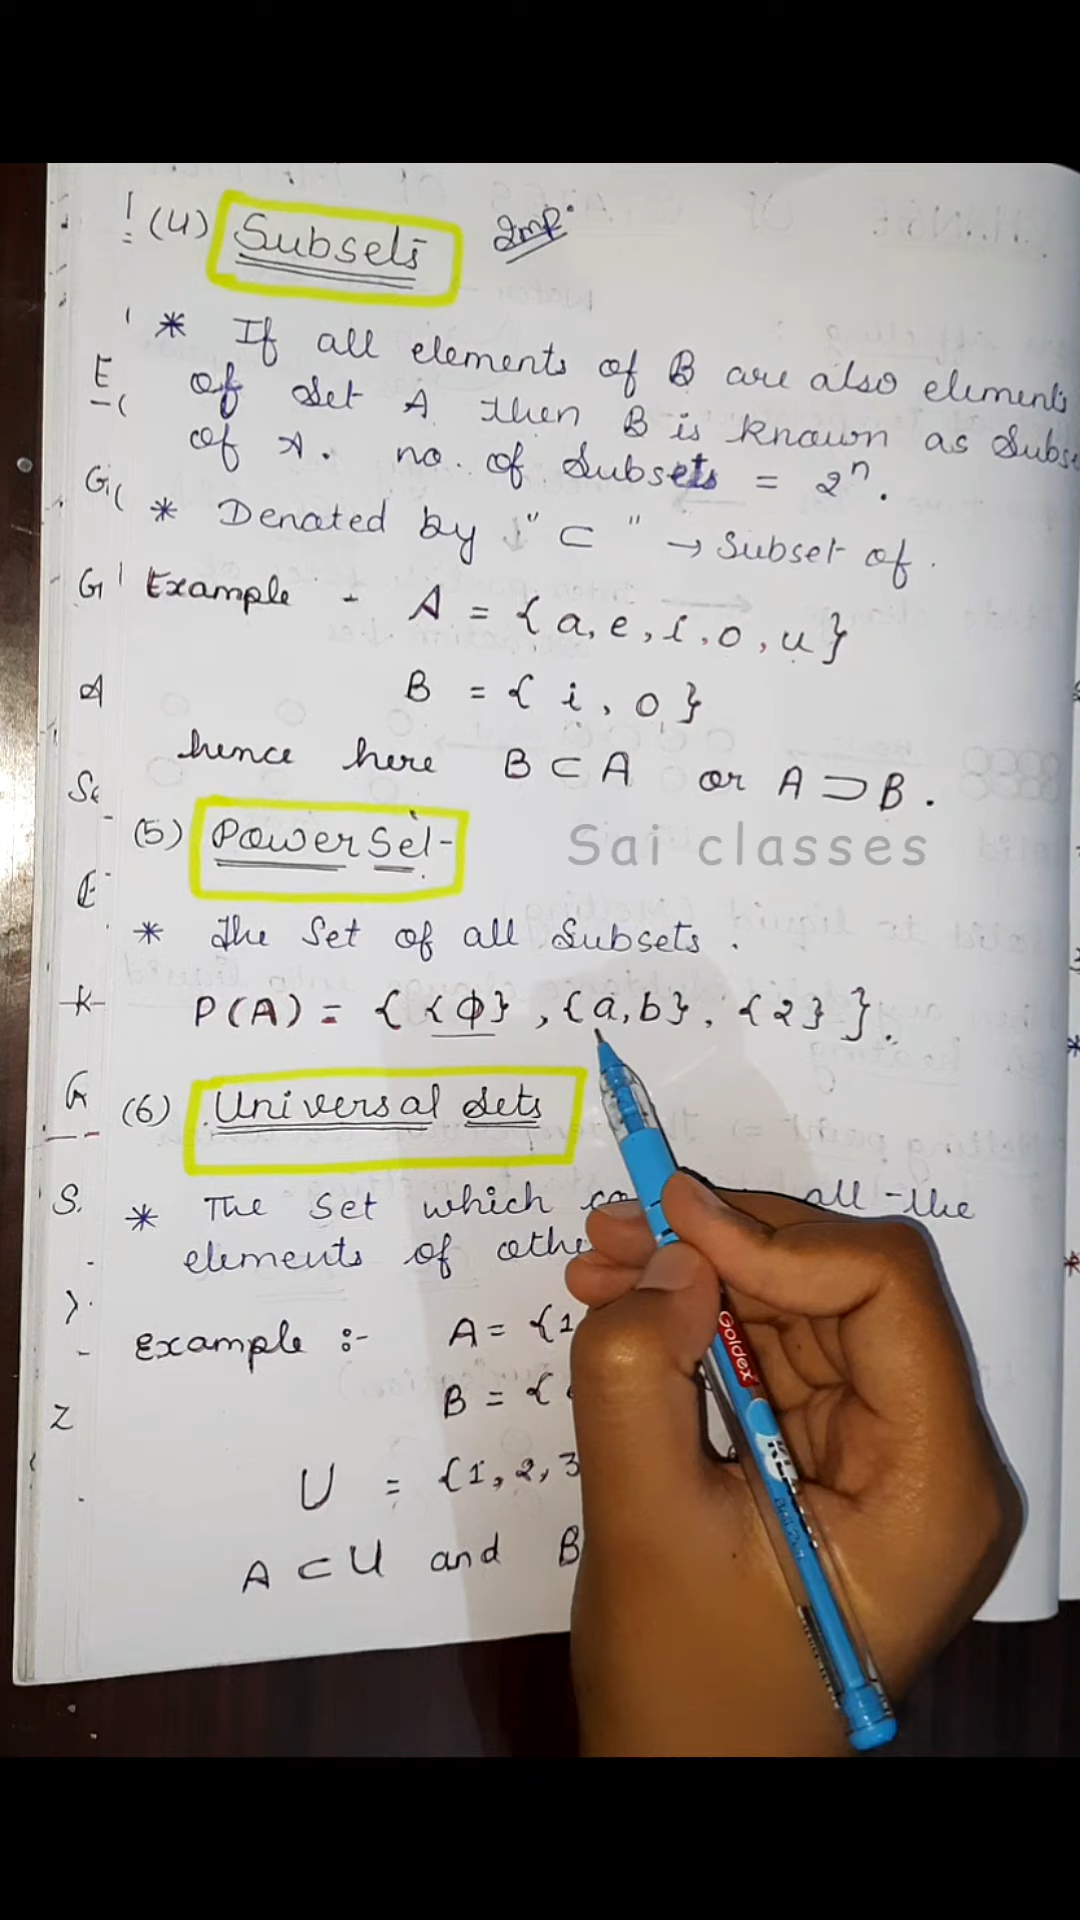 (4) Subsets Imp.
* If all elements of B are also elements
of set A then B is known as Subse
of A. no. of Subsets = 2ⁿ.
* Denoted by "⊂" → Subset of.
Example - A = {a, e, i, o, u}
B = {i, o}
hence here B⊂A or A⊃B.
Sai classes
(5) Power Set-
* The Set of all Subsets.
P(A) = { {ϕ}, {a,b}, {2} }.
(6) Universal Sets
* The Set which all the
elements of
Example :- A = {1
B = {
U = {1, 2, 3
A⊂U and B
Goldex